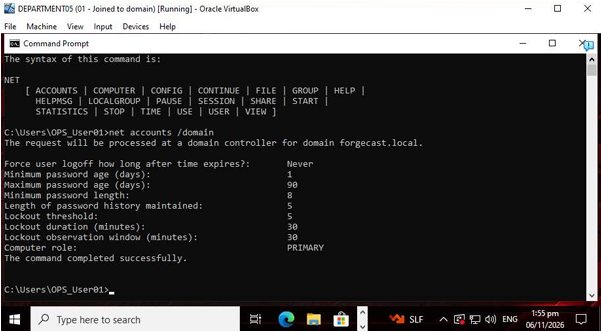 DEPARTMENT05 (01 - Joined to domain) [Running] - Oracle VirtualBox
File Machine View Input Devices Help
Command Prompt
The syntax of this command is:
NET
[ ACCOUNTS | COMPUTER | CONFIG | CONTINUE | FILE | GROUP | HELP |
HELPMSG | LOCALGROUP | PAUSE | SESSION | SHARE | START |
STATISTICS | STOP | TIME | USE | USER | VIEW ]
C:\Users\OPS_User01>net accounts /domain
The request will be processed at a domain controller for domain forgecast.local.
Force user logoff how long after time expires?: Never
Minimum password age (days): 1
Maximum password age (days): 90
Minimum password length: 8
Length of password history maintained: 5
Lockout threshold: 5
Lockout duration (minutes): 30
Lockout observation window (minutes): 30
Computer role: PRIMARY
The command completed successfully.
C:\Users\OPS_User01>_
Type here to search
SLF
ENG
1:55 pm
06/11/2026